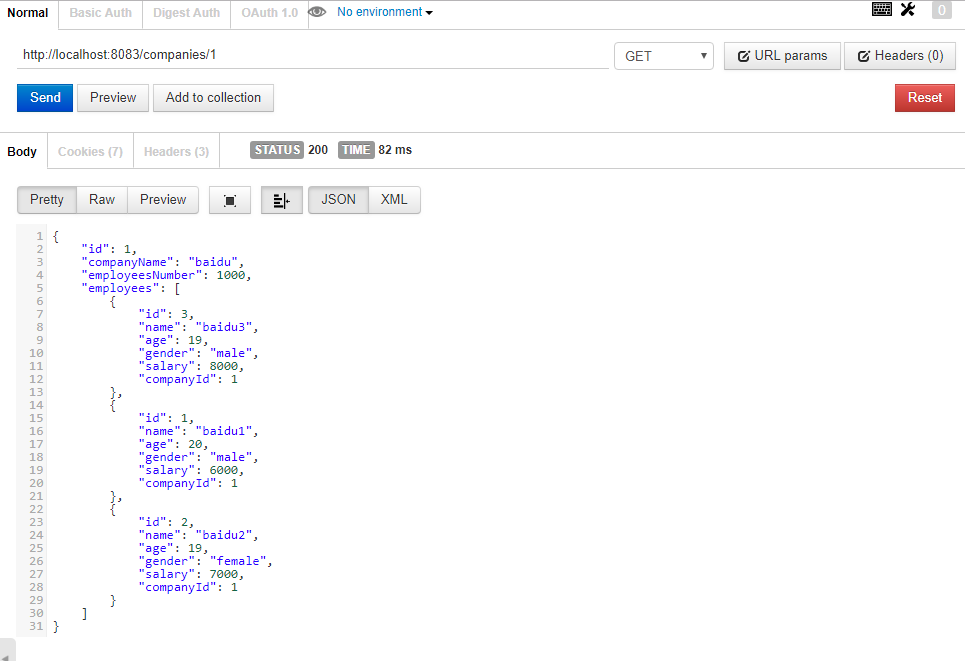 Normal Basic Auth Digest Auth OAuth 1.0 No environment 0
http://localhost:8083/companies/1 GET URL params Headers (0)
Send Preview Add to collection Reset
Body Cookies (7) Headers (3) STATUS 200 TIME 82 ms
Pretty Raw Preview JSON XML
1 {
2 "id": 1,
3 "companyName": "baidu",
4 "employeesNumber": 1000,
5 "employees": [
6 {
7 "id": 3,
8 "name": "baidu3",
9 "age": 19,
10 "gender": "male",
11 "salary": 8000,
12 "companyId": 1
13 },
14 {
15 "id": 1,
16 "name": "baidu1",
17 "age": 20,
18 "gender": "male",
19 "salary": 6000,
20 "companyId": 1
21 },
22 {
23 "id": 2,
24 "name": "baidu2",
25 "age": 19,
26 "gender": "female",
27 "salary": 7000,
28 "companyId": 1
29 }
30 ]
31 }